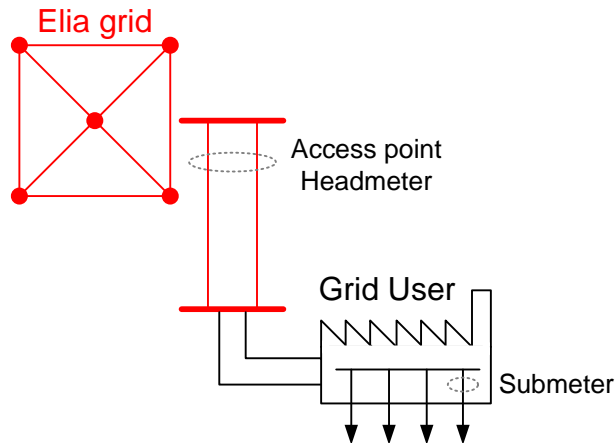 Elia grid
Access point
Headmeter
Grid User
Submeter